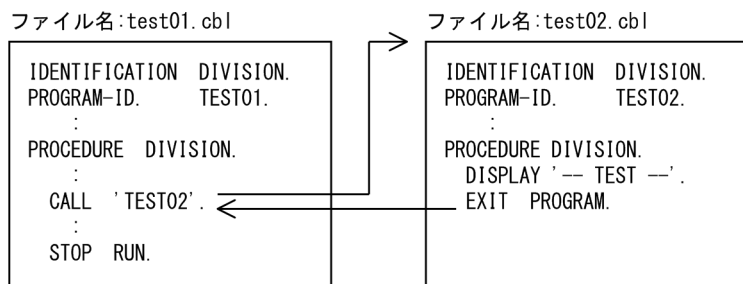 ファイル名:test01.cbl
IDENTIFICATION DIVISION.
PROGRAM-ID. TEST01.
:
PROCEDURE DIVISION.
:
CALL 'TEST02'.
:
STOP RUN.
ファイル名:test02.cbl
IDENTIFICATION DIVISION.
PROGRAM-ID. TEST02.
:
PROCEDURE DIVISION.
DISPLAY '-- TEST --'.
EXIT PROGRAM.